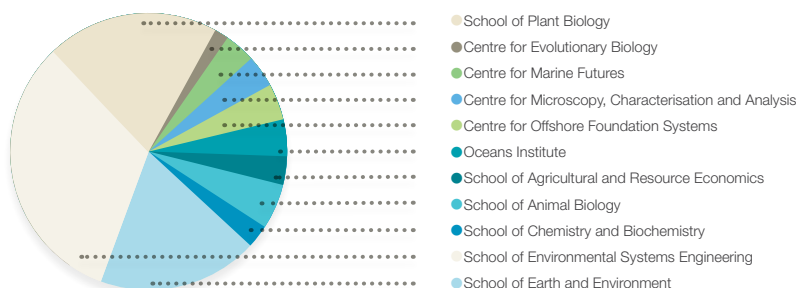 School of Plant Biology
Centre for Evolutionary Biology
Centre for Marine Futures
Centre for Microscopy, Characterisation and Analysis
Centre for Offshore Foundation Systems
Oceans Institute
School of Agricultural and Resource Economics
School of Animal Biology
School of Chemistry and Biochemistry
School of Environmental Systems Engineering
School of Earth and Environment